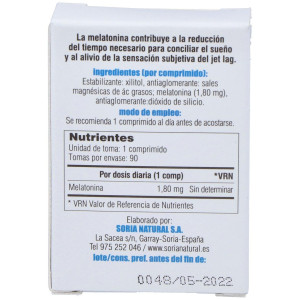 La melatonina contribuye a la reducción
del tiempo necesario para conciliar el sueño
y al alivio de la sensación subjetiva del jet lag.
ingredientes (por comprimido):
Estabilizante: xilitol, antiaglomerante: sales
magnésicas de ác grasos; melatonina (1,80 mg),
antiaglomerante: dióxido de silicio.
modo de empleo:
Se recomienda 1 comprimido al día antes de acostarse.
Nutrientes
Unidad de toma: 1 comprimido
Tomas por envase: 90
Por dosis diaria (1 comp) *VRN
Melatonina 1,80 mg Sin determinar
* VRN Valor de Referencia de Nutrientes
Elaborado por:
SORIA NATURAL S.A.
La Sacea s/n, Garray-Soria-España
Tel 975 252 046 / www.sorianatural.es
lote/cons. pref. antes del fin de:
0048/05-2022